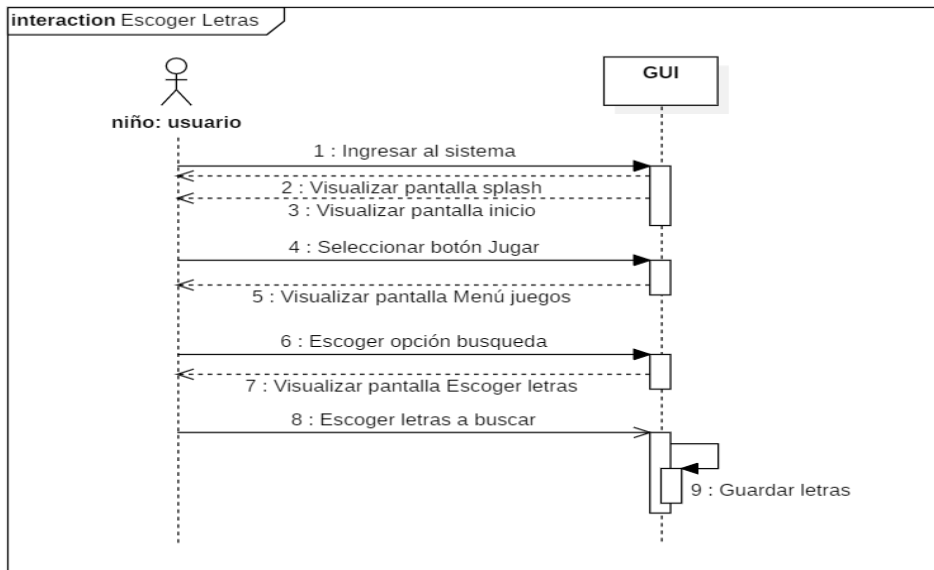 interaction Escoger Letras
GUI
niño: usuario
1 : Ingresar al sistema
2 : Visualizar pantalla splash
3 : Visualizar pantalla inicio
4 : Seleccionar botón Jugar
5 : Visualizar pantalla Menú juegos
6 : Escoger opción busqueda
7 : Visualizar pantalla Escoger letras
8 : Escoger letras a buscar
9 : Guardar letras